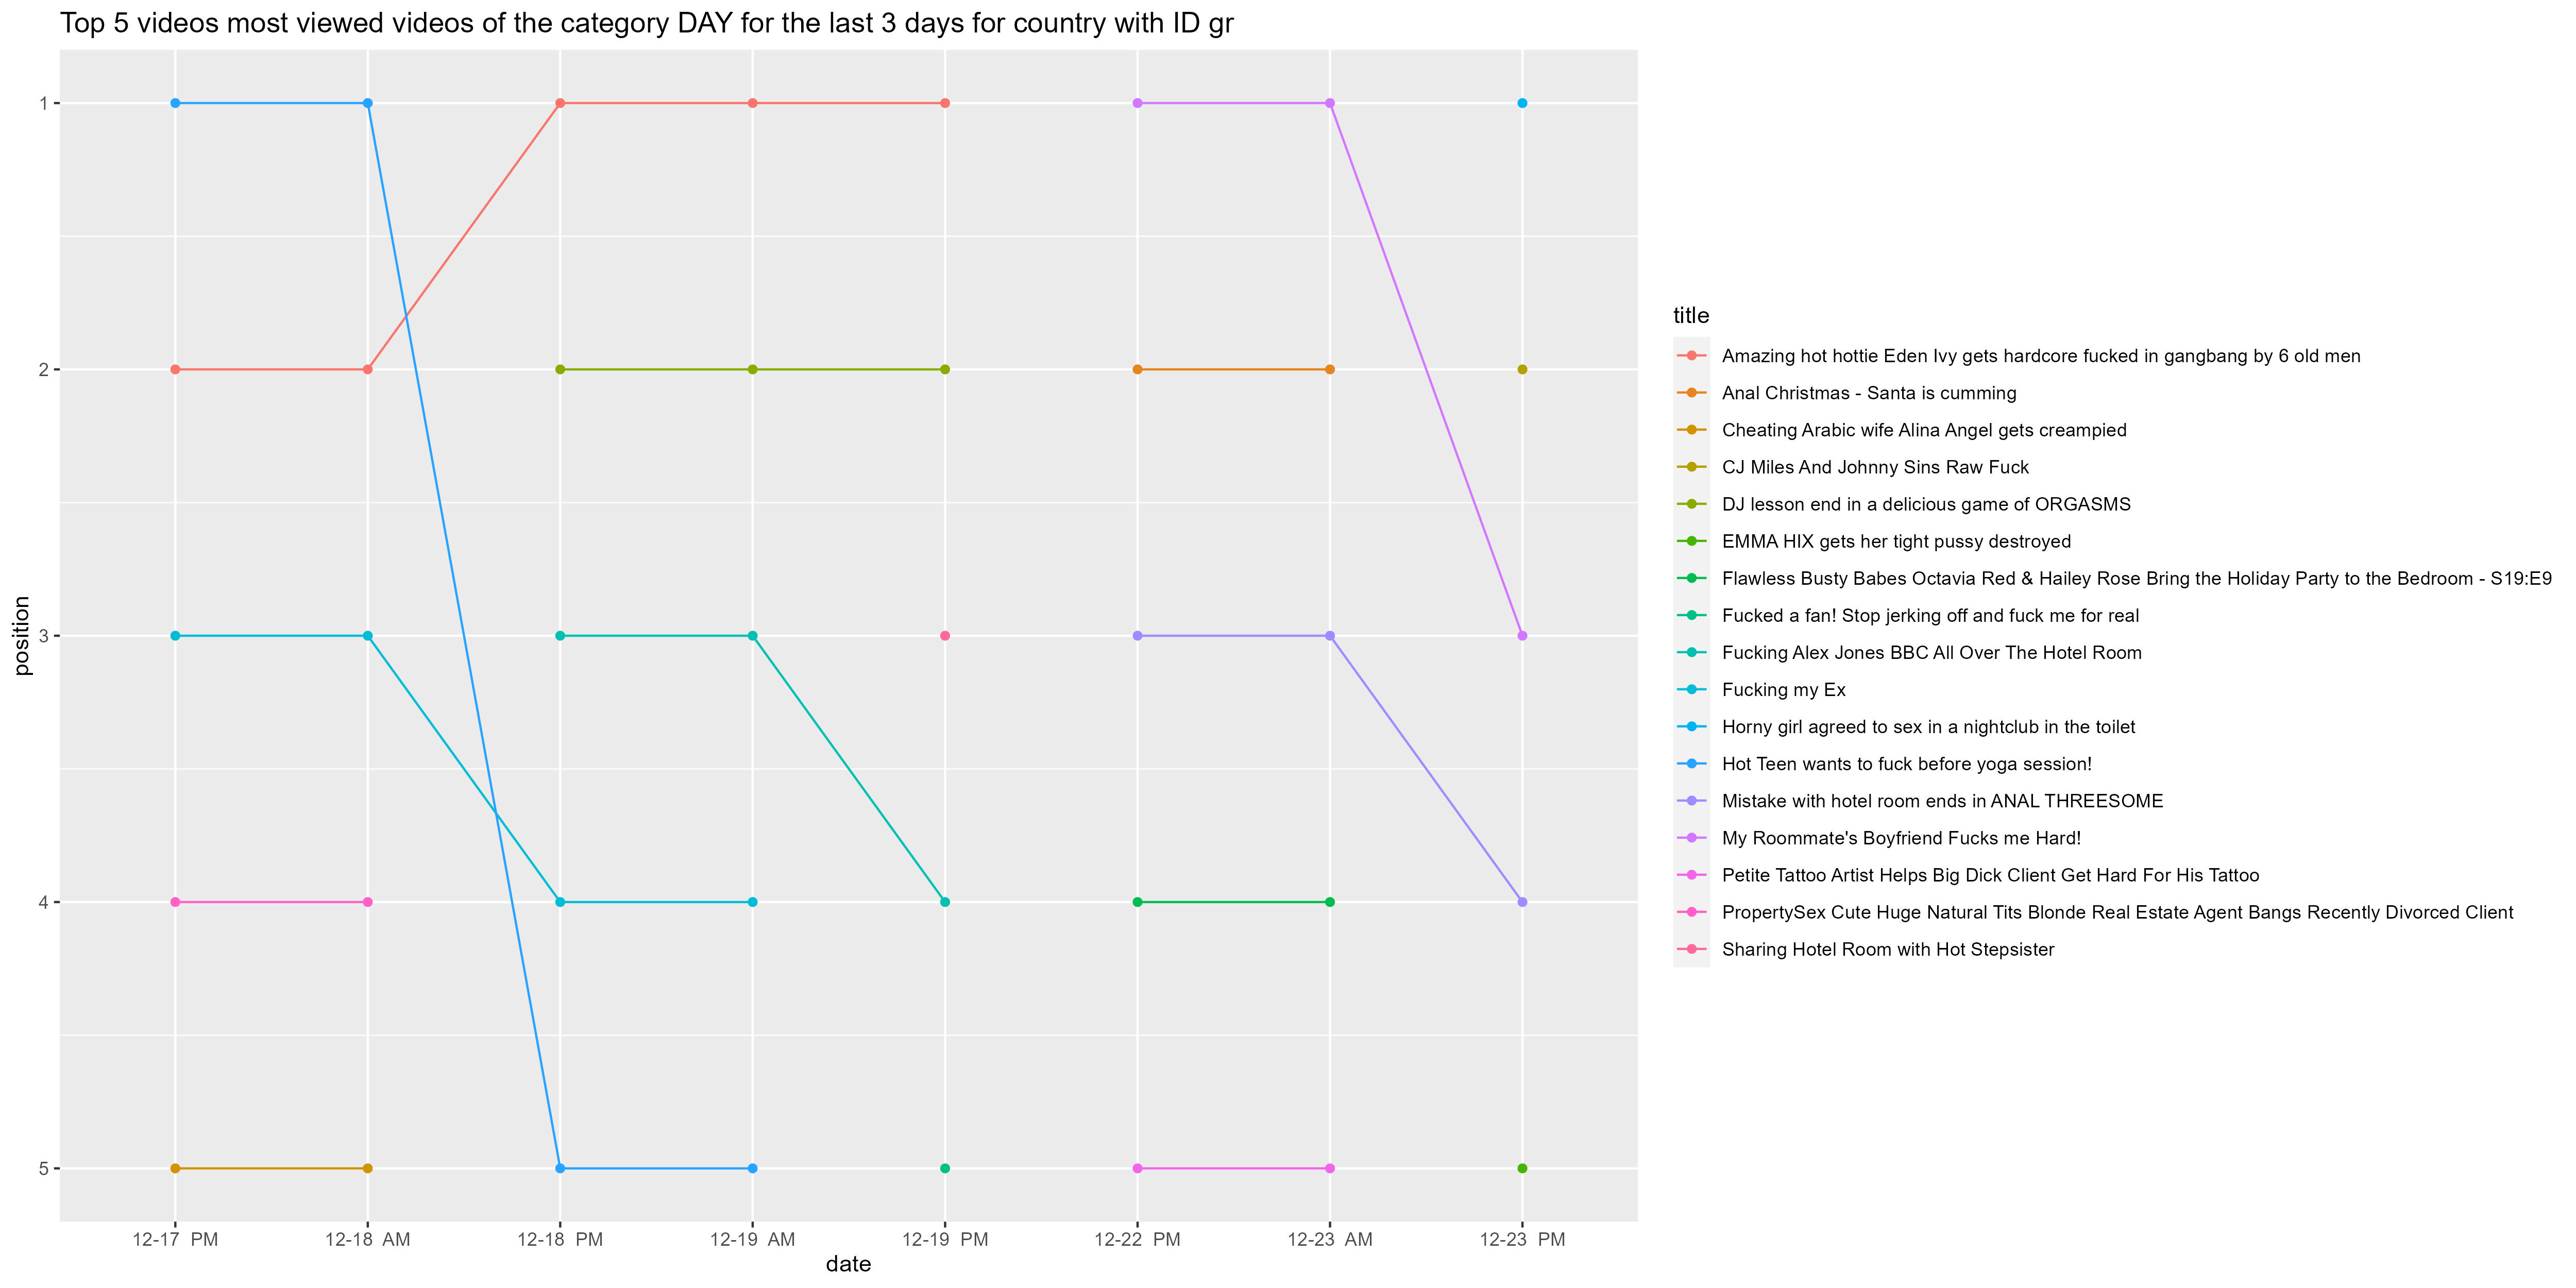 Top 5 videos most viewed videos of the category DAY for the last 3 days for country with ID gr
position
1
2
3
4
5
12-17 PM
12-18 AM
12-18 PM
12-19 AM
12-19 PM
12-22 PM
12-23 AM
12-23 PM
date
title
Amazing hot hottie Eden Ivy gets hardcore fucked in gangbang by 6 old men
Anal Christmas - Santa is cumming
Cheating Arabic wife Alina Angel gets creampied
CJ Miles And Johnny Sins Raw Fuck
DJ lesson end in a delicious game of ORGASMS
EMMA HIX gets her tight pussy destroyed
Flawless Busty Babes Octavia Red & Hailey Rose Bring the Holiday Party to the Bedroom - S19:E9
Fucked a fan! Stop jerking off and fuck me for real
Fucking Alex Jones BBC All Over The Hotel Room
Fucking my Ex
Horny girl agreed to sex in a nightclub in the toilet
Hot Teen wants to fuck before yoga session!
Mistake with hotel room ends in ANAL THREESOME
My Roommate's Boyfriend Fucks me Hard!
Petite Tattoo Artist Helps Big Dick Client Get Hard For His Tattoo
PropertySex Cute Huge Natural Tits Blonde Real Estate Agent Bangs Recently Divorced Client
Sharing Hotel Room with Hot Stepsister